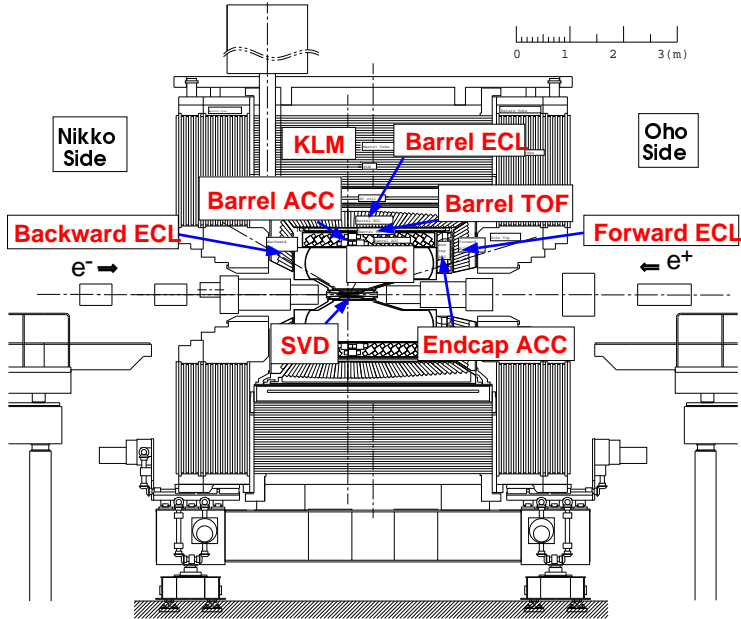 0 1 2 3(m)
Nikko
Side
KLM
Barrel ECL
Oho
Side
Barrel ACC
Barrel TOF
Backward ECL
Forward ECL
e- ➡
CDC
⬅ e+
SVD
Endcap ACC